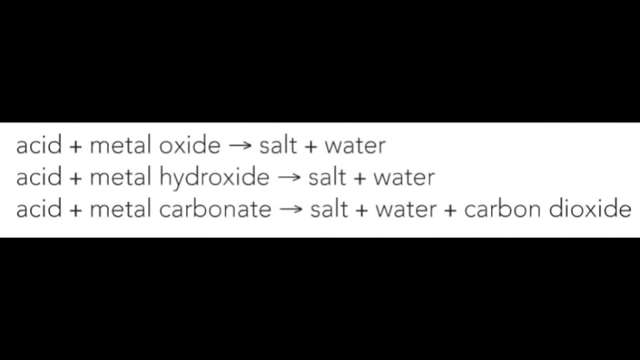 acid + metal oxide → salt + water
acid + metal hydroxide → salt + water
acid + metal carbonate → salt + water + carbon dioxide